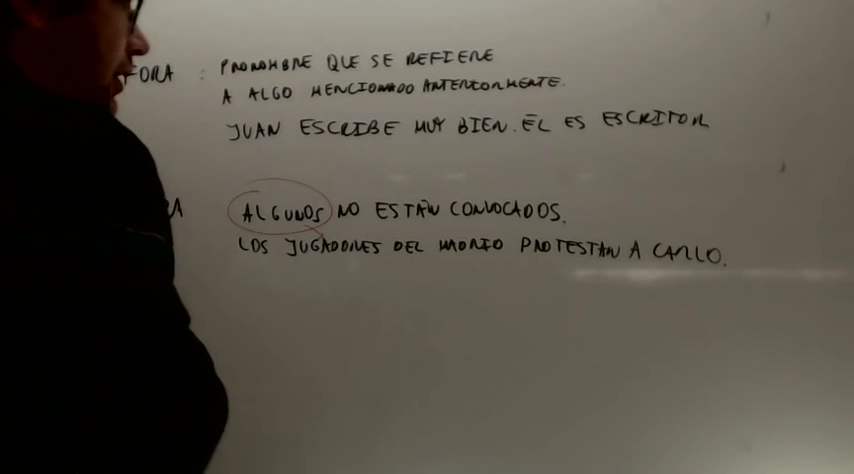 FORA : PRONOMBRE QUE SE REFIERE
A ALGO MENCIONADO ANTERIORMENTE.
JUAN ESCRIBE MUY BIEN. ÉL ES ESCRITOR
A ALGUNOS NO ESTÁN CONVOCADOS.
LOS JUGADORES DEL MADRID PROTESTAN A CARLO.